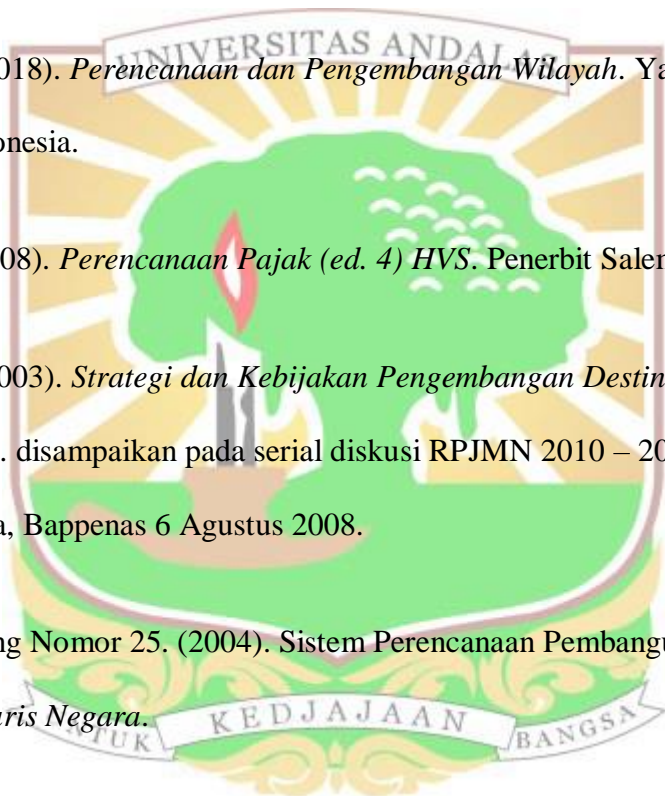 UNIVERSITAS ANDALAS
018). Perencanaan dan Pengembangan Wilayah. Ya
onesia.
08). Perencanaan Pajak (ed. 4) HVS. Penerbit Salem
003). Strategi dan Kebijakan Pengembangan Destin
. disampaikan pada serial diskusi RPJMN 2010 – 20
a, Bappenas 6 Agustus 2008.
ng Nomor 25. (2004). Sistem Perencanaan Pembangu
aris Negara.
UNTUK KEDJAJAAN BANGSA